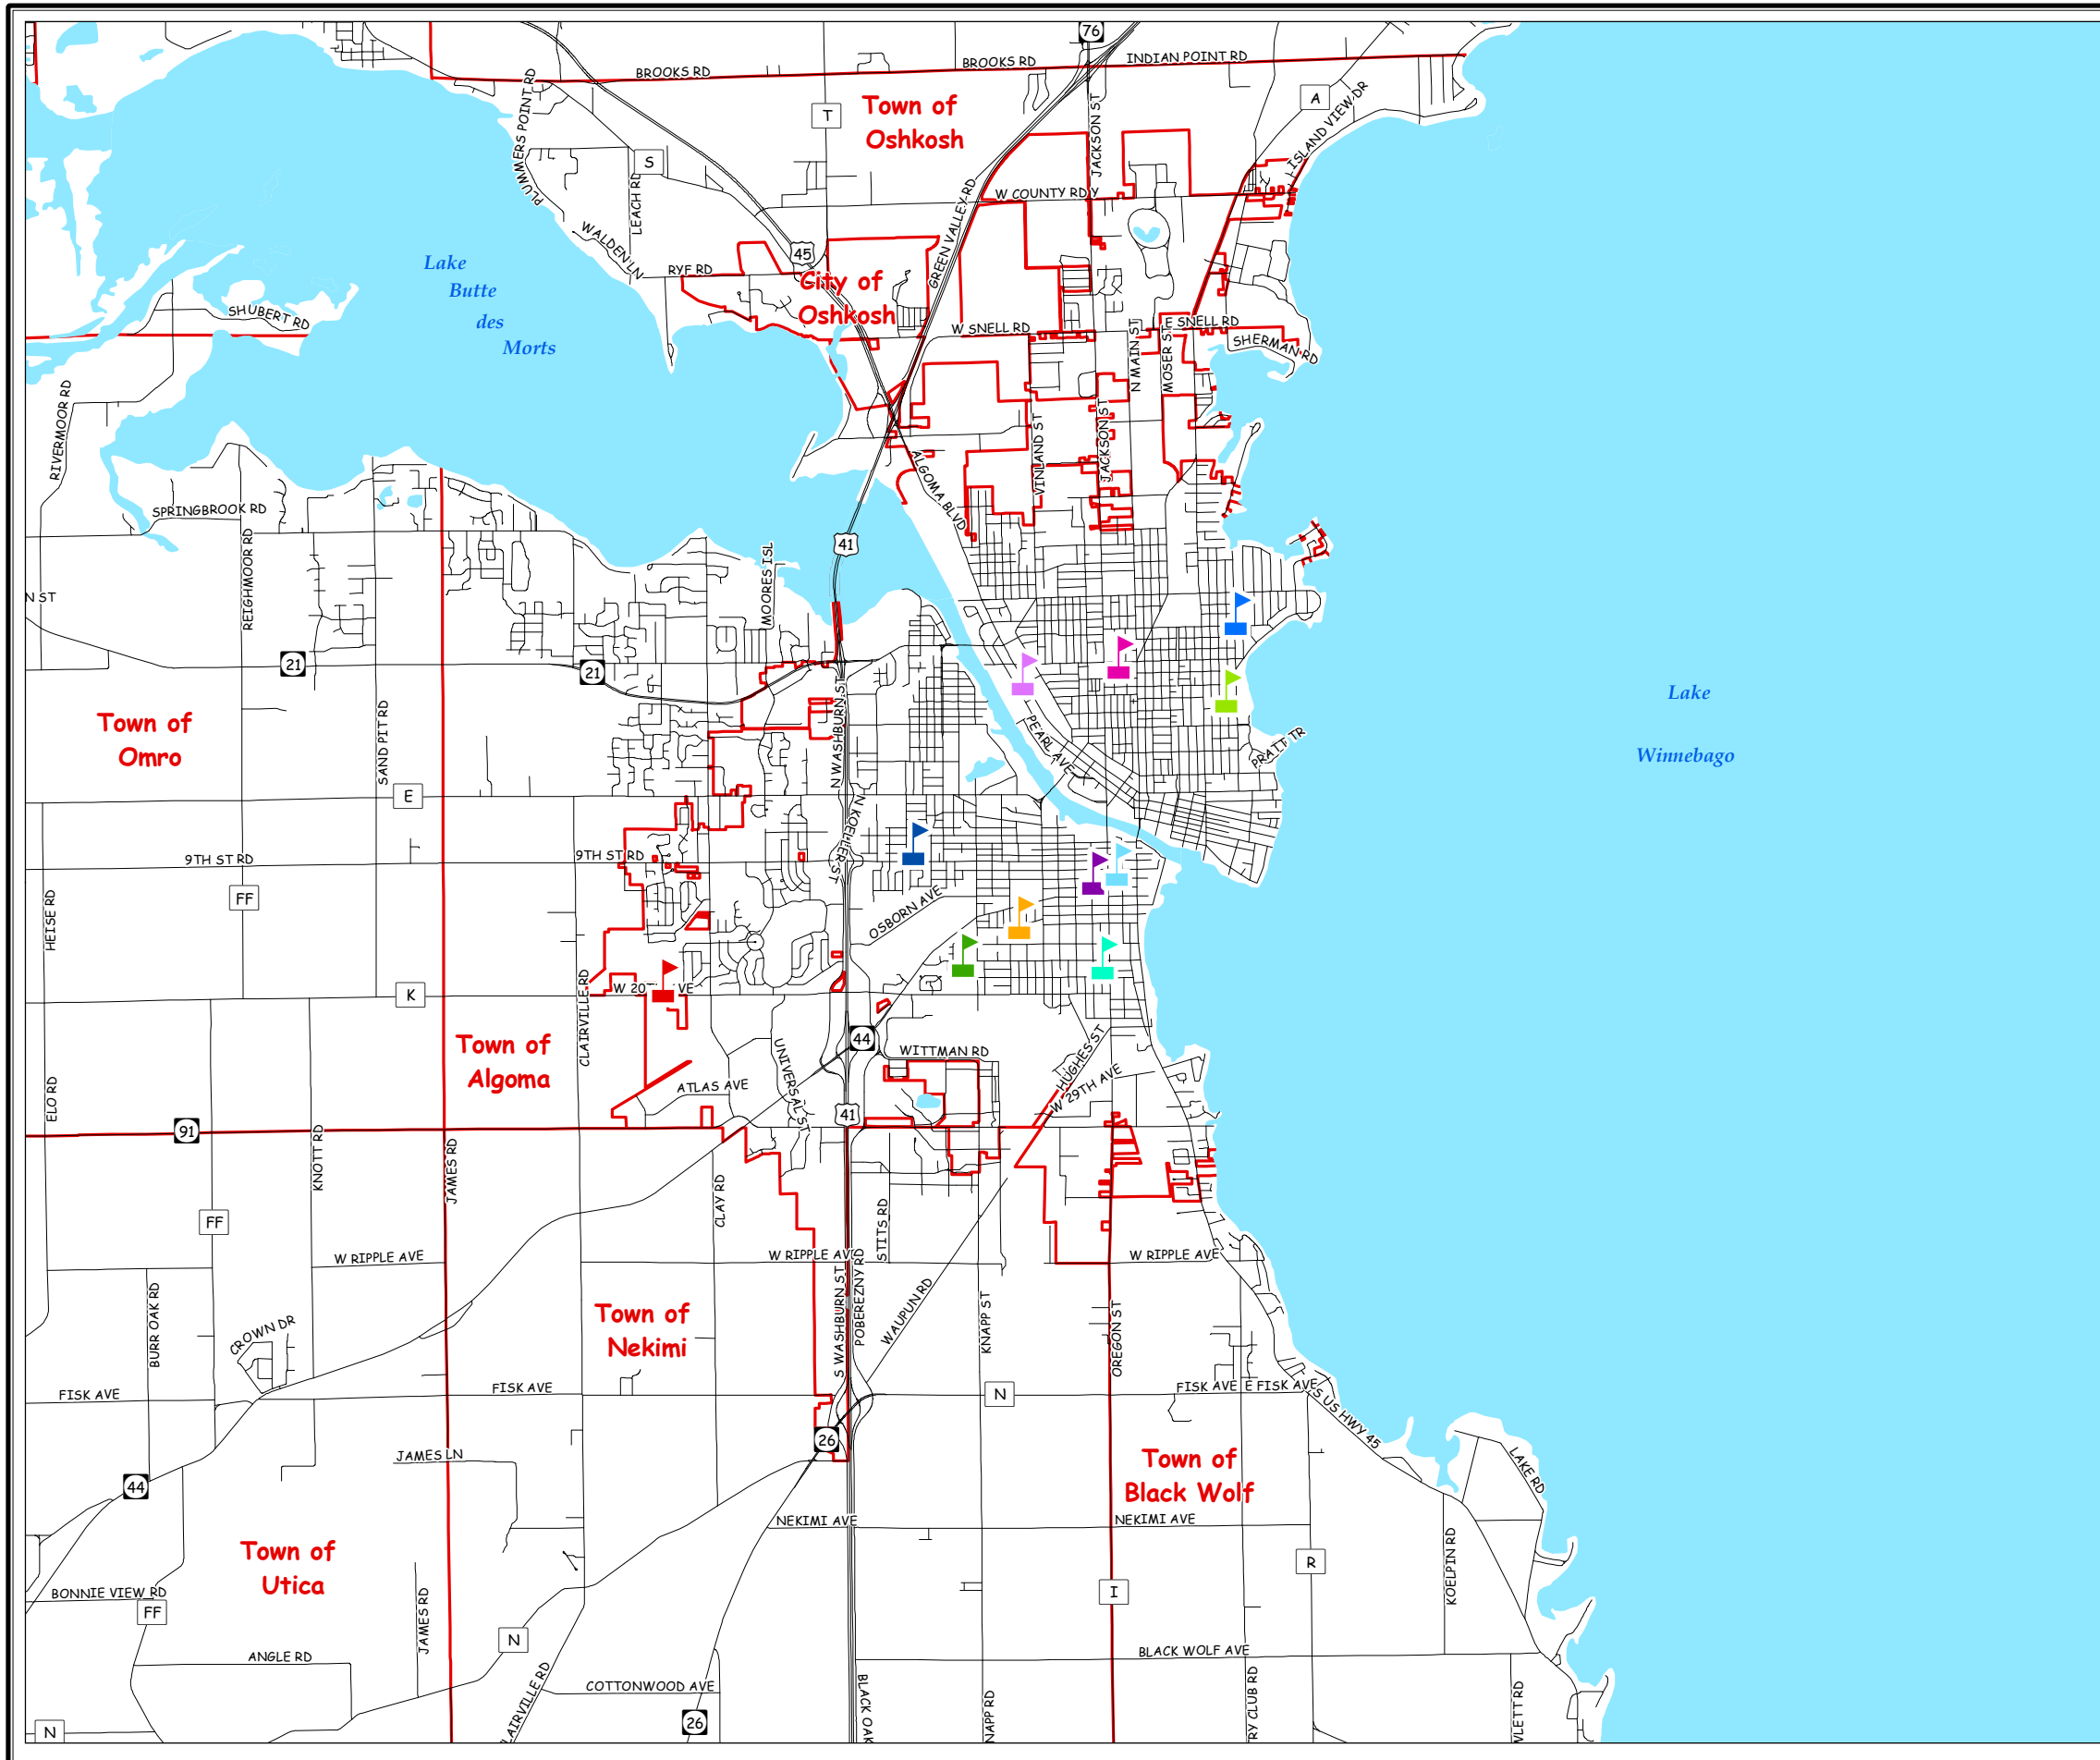 76
BROOKS RD
BROOKS RD
INDIAN POINT RD
PLUMMERS POINT RD
T
Town of
Oshkosh
JACKSON ST
A
ISLAND VIEW DR
S
LEACH RD
W COUNTY RD Y
GREEN VALLEY RD
WALDEN LN
45
RYF RD
City of
Oshkosh
Lake
Butte
des
Morts
SHUBERT RD
W SNELL RD
N MAIN ST
MOSER ST
E SNELL RD
SHERMAN RD
RIVERMOOR RD
VINLAND ST
JACKSON ST
ALGOMA BLVD
SPRINGBROOK RD
REIGHMOOR RD
41
MOORES ISL
N ST
21
21
Town of
Omro
SAND PIT RD
N WASHBURN ST
PEARL AVE
PRATT TR
Lake
Winnebago
E
N KOELLER ST
9TH ST RD
9TH ST RD
FF
HEISE RD
OSBORN AVE
K
CLAIRVILLE RD
Town of
Algoma
44
WITTMAN RD
HUGHES ST
UNIVERSAL ST
ATLAS AVE
W 29TH AVE
ELO RD
91
41
KNOTT RD
JAMES RD
CLAY RD
FF
STITS RD
W RIPPLE AVE
W RIPPLE AVE
W RIPPLE AVE
BURR OAK RD
CROWN DR
Town of
Nekimi
S WASHBURN ST
POBEREZNY RD
WAUPUN RD
KNAPP ST
OREGON ST
FISK AVE
FISK AVE
N
FISK AVE
E FISK AVE
S US HWY 45
26
JAMES LN
44
Town of
Black Wolf
LAKE RD
NEKIMI AVE
NEKIMI AVE
Town of
Utica
R
KOELPIN RD
BONNIE VIEW RD
FF
JAMES RD
I
N
ANGLE RD
BLACK WOLF AVE
COTTONWOOD AVE
26
N